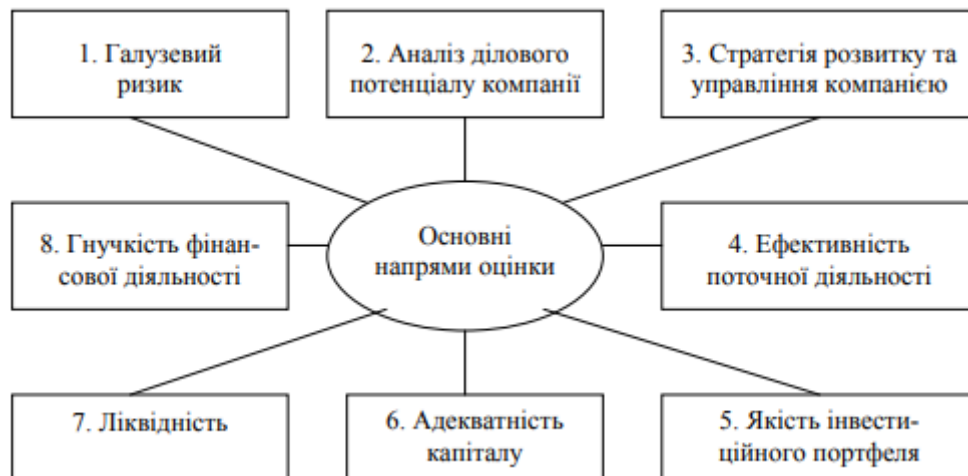 1. Галузевий
ризик
2. Аналіз ділового
потенціалу компанії
3. Стратегія розвитку та
управління компанією
8. Гнучкість фінан-
сової діяльності
Основні
напрями оцінки
4. Ефективність
поточної діяльності
7. Ліквідність
6. Адекватність
капіталу
5. Якість інвести-
ційного портфеля